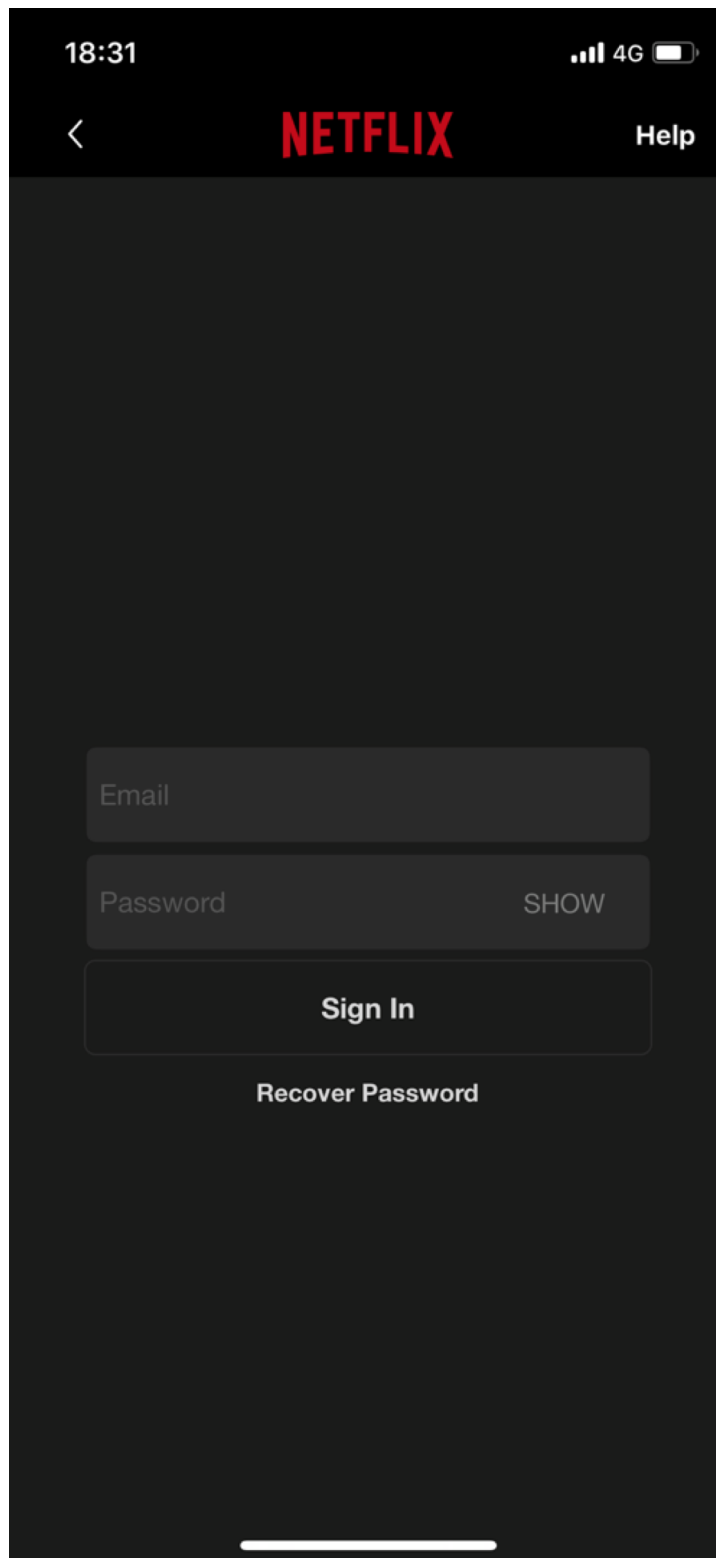 18:31 4G
NETFLIX Help
Email
Password SHOW
Sign In
Recover Password